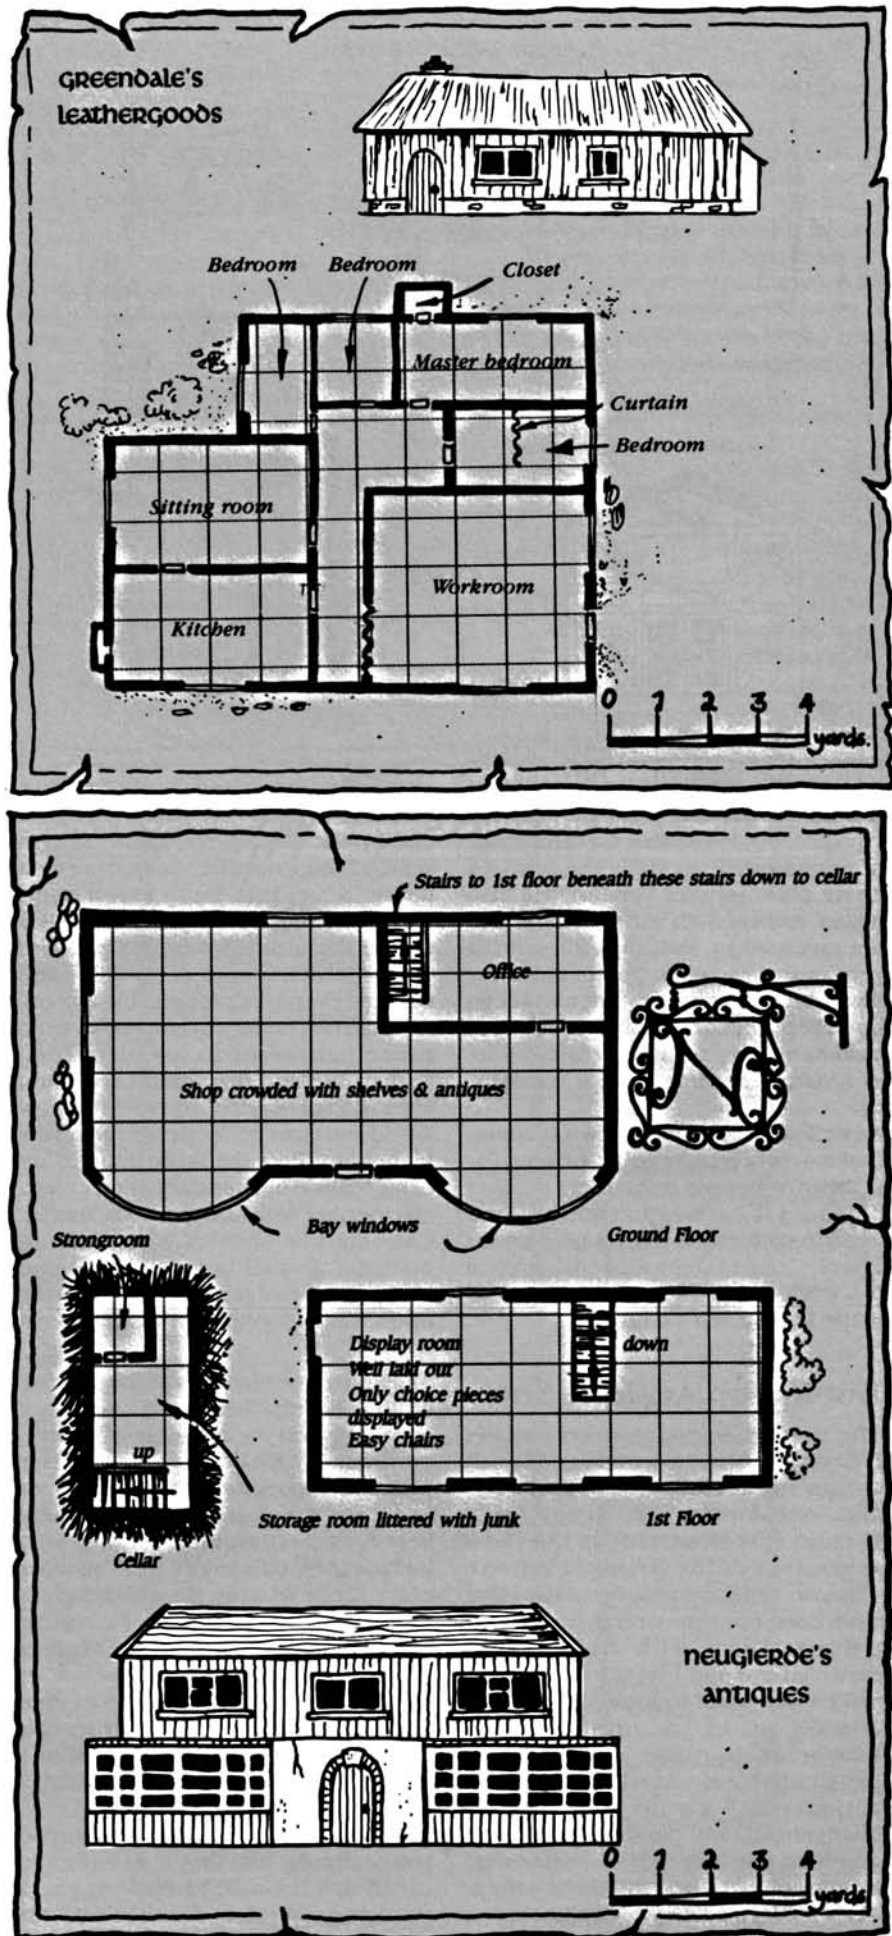 GREENDALE'S
LEATHERGOODS
Bedroom
Bedroom
Closet
Master bedroom
Curtain
Bedroom
Sitting room
Workroom
Kitchen
0 1 2 3 4
yards.
Stairs to 1st floor beneath these stairs down to cellar
Office
Shop crowded with shelves & antiques
N
Bay windows
Ground Floor
Strongroom
Display room
Well laid out
Only choice pieces
displayed
Easy chairs
down
up
Storage room littered with junk
1st Floor
Cellar
NEUGIERDE'S
ANTIQUES
0 1 2 3 4
yards